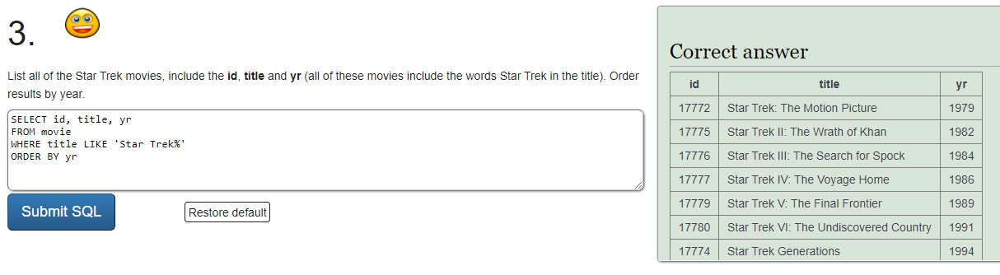 3.
List all of the Star Trek movies, include the id, title and yr (all of these movies include the words Star Trek in the title). Order
results by year.
SELECT id, title, yr
FROM movie
WHERE title LIKE 'Star Trek%'
ORDER BY yr
Submit SQL
Restore default
Correct answer
id title yr
17772 Star Trek: The Motion Picture 1979
17775 Star Trek II: The Wrath of Khan 1982
17776 Star Trek III: The Search for Spock 1984
17777 Star Trek IV: The Voyage Home 1986
17779 Star Trek V: The Final Frontier 1989
17780 Star Trek VI: The Undiscovered Country 1991
17774 Star Trek Generations 1994